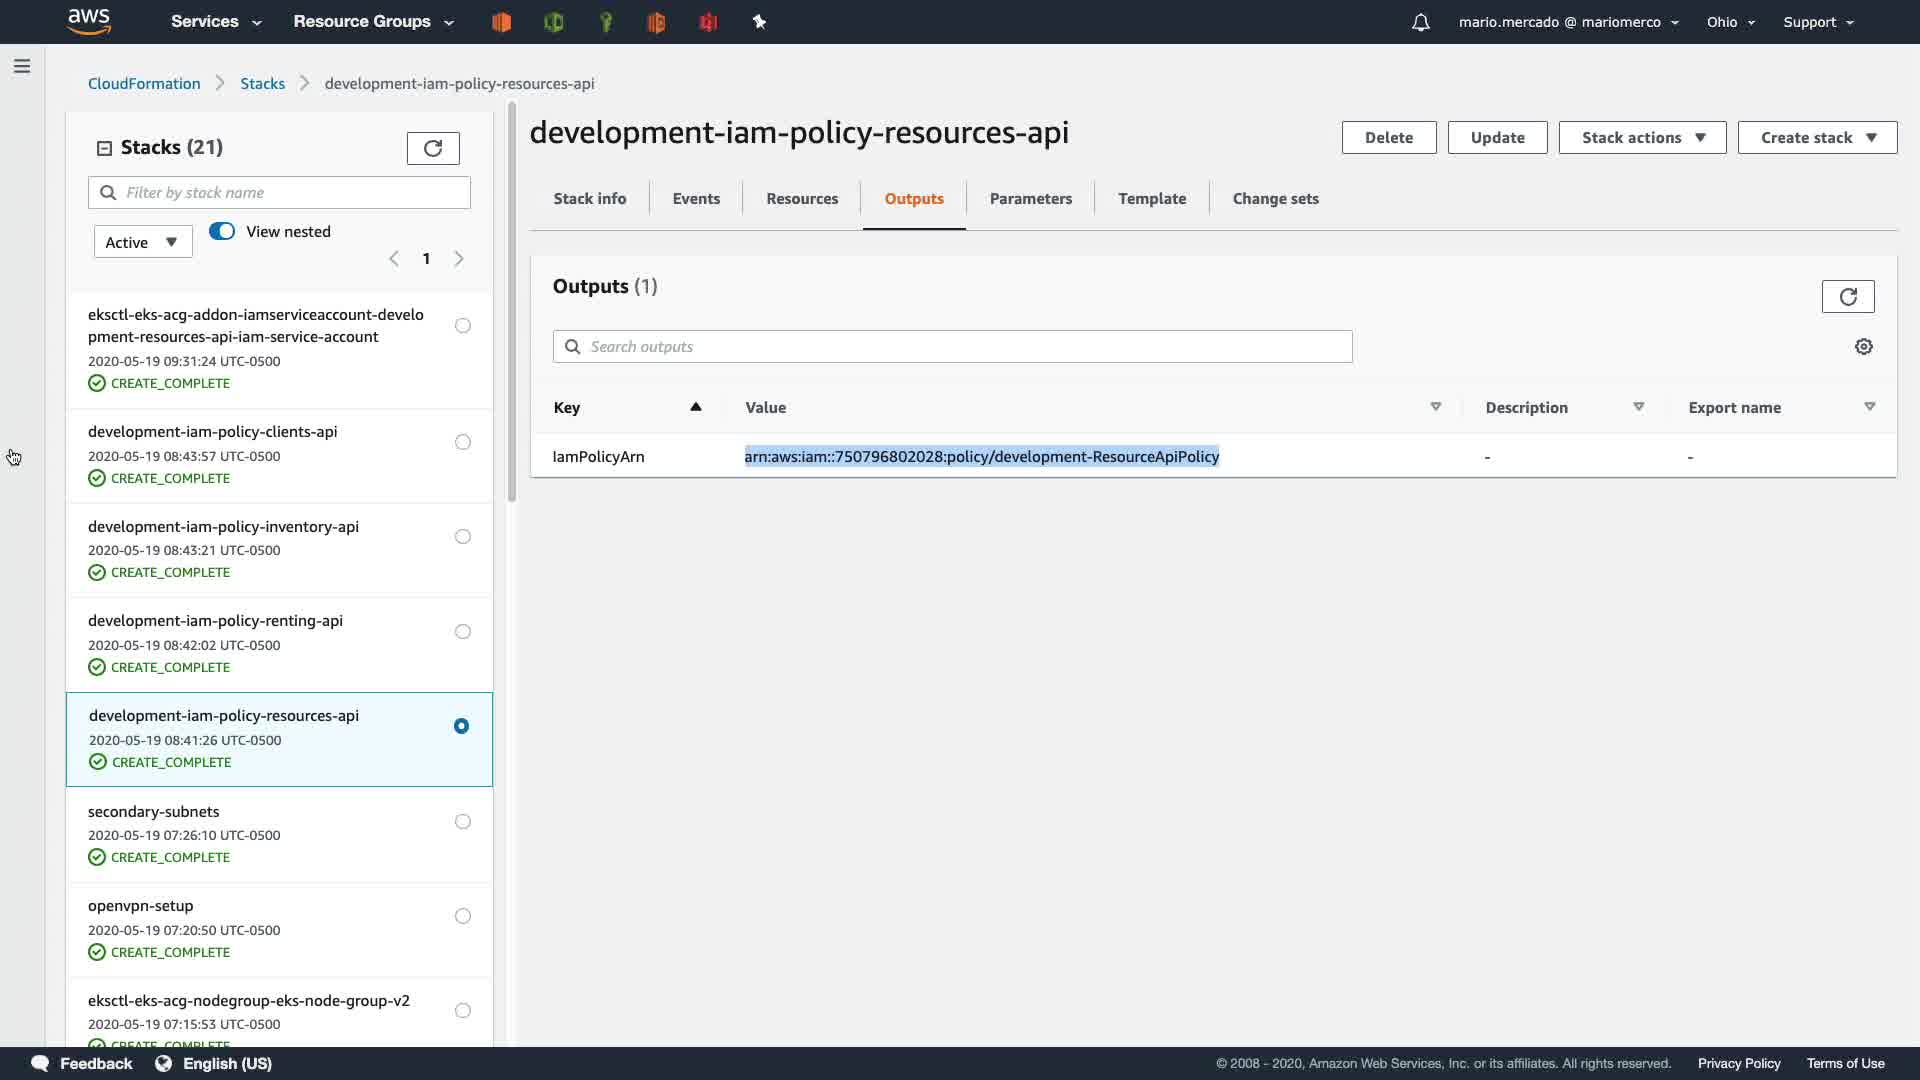 aws
Services
Resource Groups
mario.mercado @ mariomerco
Ohio
Support
CloudFormation
Stacks
development-iam-policy-resources-api
Stacks (21)
Filter by stack name
Active
View nested
1
eksctl-eks-acg-addon-iamserviceaccount-develo
pment-resources-api-iam-service-account
2020-05-19 09:31:24 UTC-0500
CREATE_COMPLETE
development-iam-policy-clients-api
2020-05-19 08:43:57 UTC-0500
CREATE_COMPLETE
development-iam-policy-inventory-api
2020-05-19 08:43:21 UTC-0500
CREATE_COMPLETE
development-iam-policy-renting-api
2020-05-19 08:42:02 UTC-0500
CREATE_COMPLETE
development-iam-policy-resources-api
2020-05-19 08:41:26 UTC-0500
CREATE_COMPLETE
secondary-subnets
2020-05-19 07:26:10 UTC-0500
CREATE_COMPLETE
openvpn-setup
2020-05-19 07:20:50 UTC-0500
CREATE_COMPLETE
eksctl-eks-acg-nodegroup-eks-node-group-v2
2020-05-19 07:15:53 UTC-0500
CREATE_COMPLETE
development-iam-policy-resources-api
Delete
Update
Stack actions
Create stack
Stack info
Events
Resources
Outputs
Parameters
Template
Change sets
Outputs (1)
Search outputs
Key
Value
Description
Export name
IamPolicyArn
arn:aws:iam::750796802028:policy/development-ResourceApiPolicy
-
-
Feedback
English (US)
© 2008 - 2020, Amazon Web Services, Inc. or its affiliates. All rights reserved.
Privacy Policy
Terms of Use